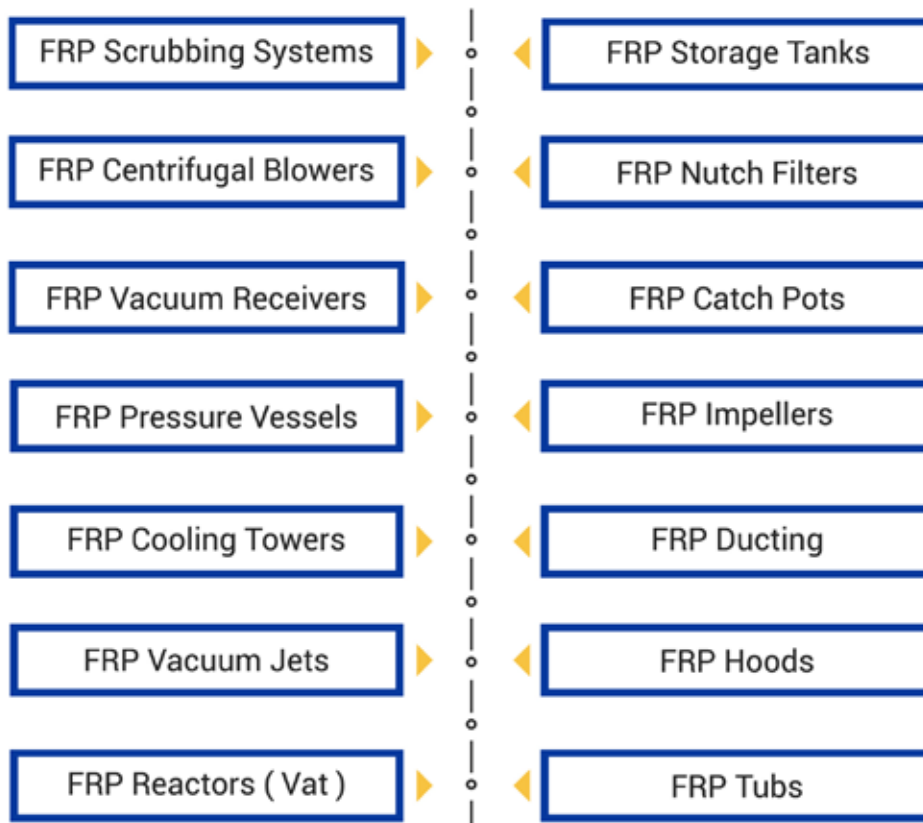 FRP Scrubbing Systems
FRP Storage Tanks
FRP Centrifugal Blowers
FRP Nutch Filters
FRP Vacuum Receivers
FRP Catch Pots
FRP Pressure Vessels
FRP Impellers
FRP Cooling Towers
FRP Ducting
FRP Vacuum Jets
FRP Hoods
FRP Reactors ( Vat )
FRP Tubs